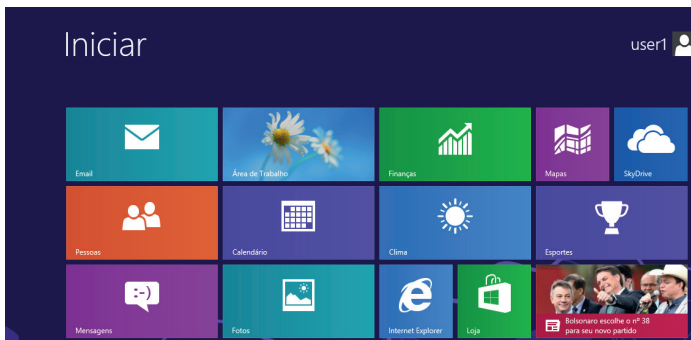 Iniciar
user1
Email
Área de Trabalho
Finanças
Mapas
SkyDrive
Pessoas
Calendário
Clima
Esportes
:-)
Mensagens
Fotos
Internet Explorer
Loja
Bolsonaro escolhe o nº 38
para seu novo partido